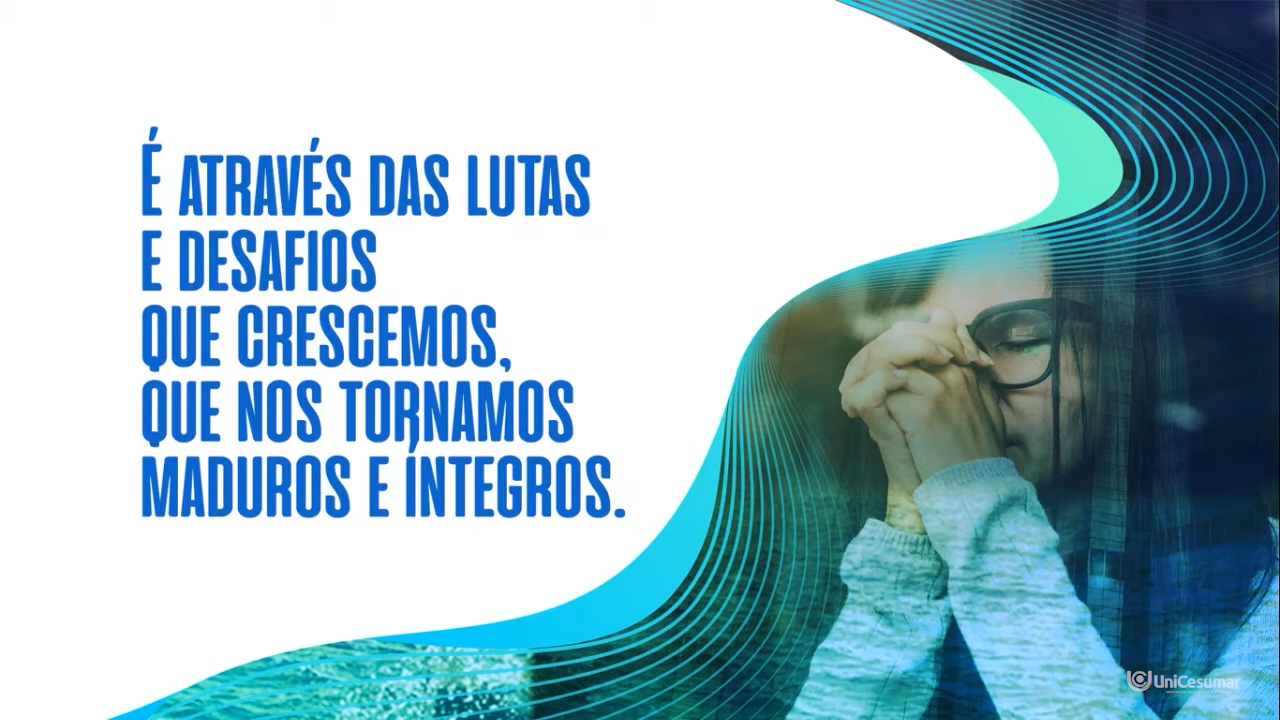 É ATRAVÉS DAS LUTAS
E DESAFIOS
QUE CRESCEMOS,
QUE NOS TORNAMOS
MADUROS E ÍNTEGROS.
UniCesumar